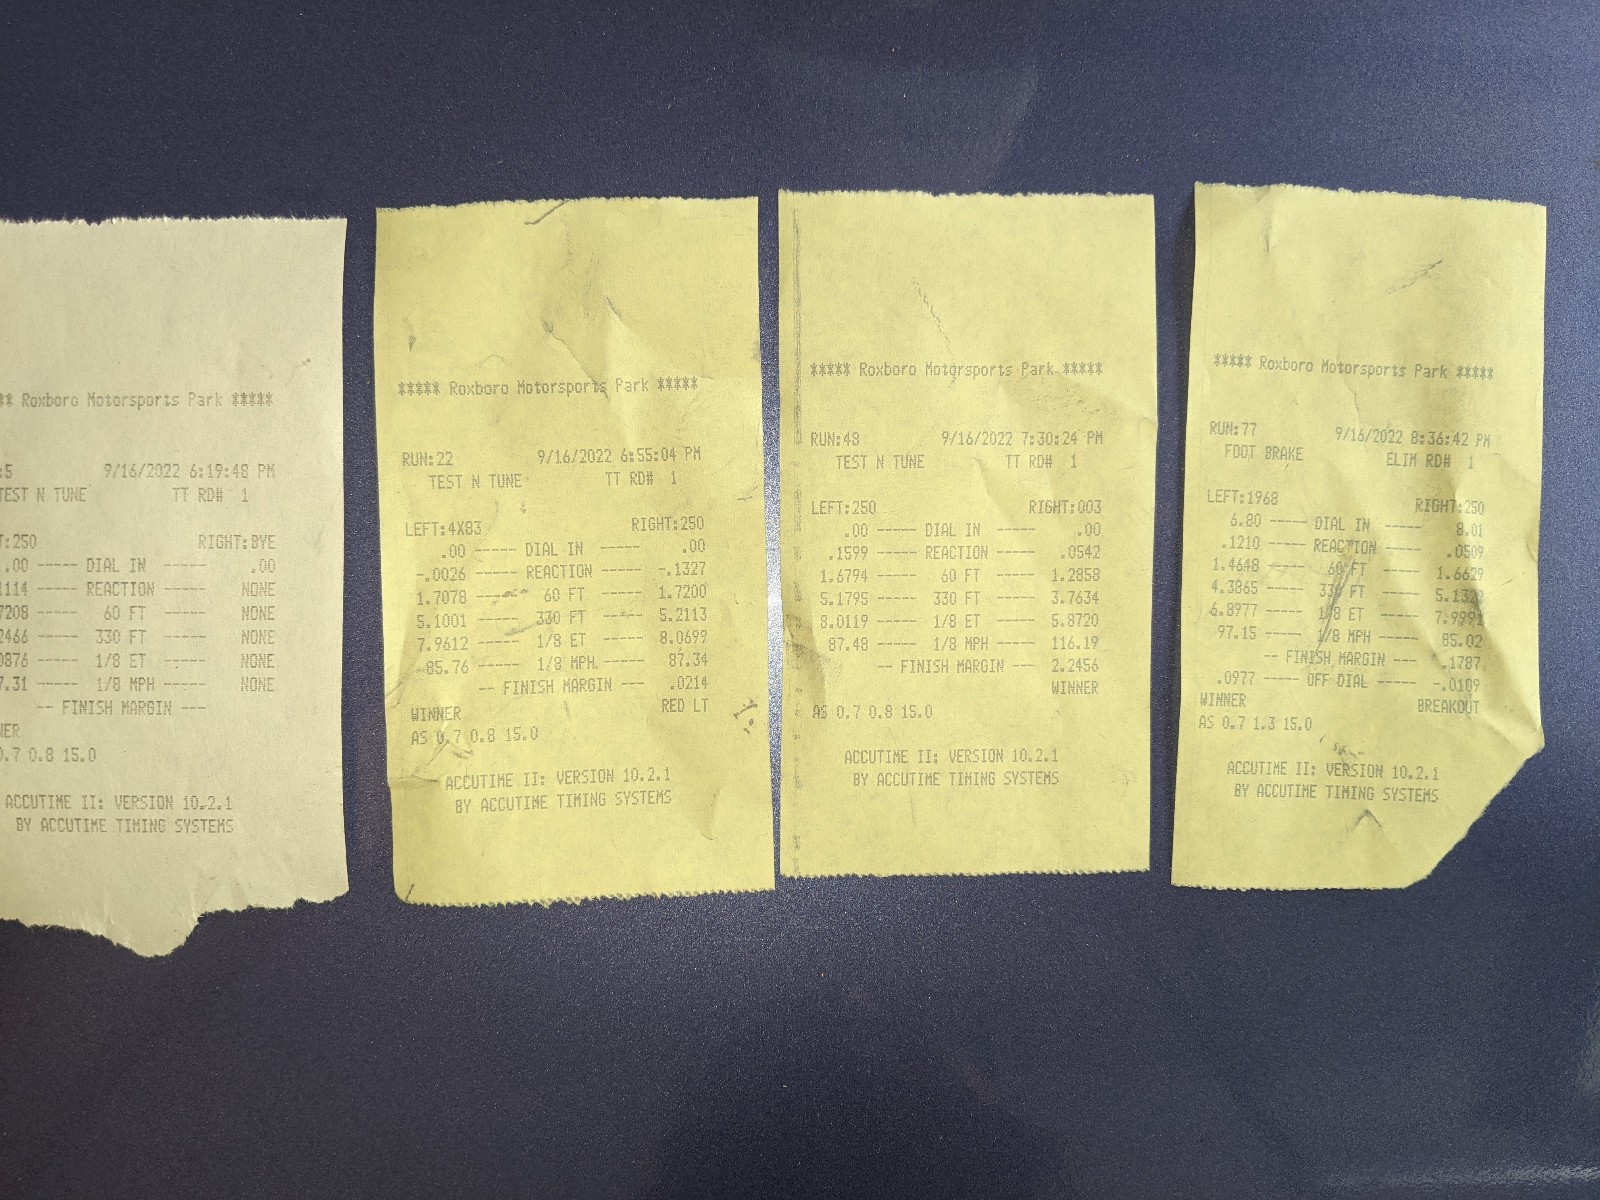 ** Roxboro Motorsports Park *****
:5 9/16/2022 6:19:48 PM
TEST N TUNE TT RD# 1
T:250 RIGHT:BYE
.00 ----- DIAL IN ----- .00
1114 ----- REACTION ----- NONE
7208 ----- 60 FT ----- NONE
2466 ----- 330 FT ----- NONE
0876 ----- 1/8 ET ----- NONE
7.31 ----- 1/8 MPH ----- NONE
-- FINISH MARGIN ---
NER
0.7 0.8 15.0
ACCUTIME II: VERSION 10.2.1
BY ACCUTIME TIMING SYSTEMS
***** Roxboro Motorsports Park *****
RUN:22 9/16/2022 6:55:04 PM
TEST N TUNE TT RD# 1
LEFT:4X83 RIGHT:250
.00 ----- DIAL IN ----- .00
-.0026 ----- REACTION ----- -.1327
1.7078 ----- 60 FT ----- 1.7200
5.1001 ----- 330 FT ----- 5.2113
7.9612 ----- 1/8 ET ----- 8.0699
85.76 ----- 1/8 MPH ----- 87.34
-- FINISH MARGIN --- .0214
WINNER RED LT
AS 0.7 0.8 15.0
ACCUTIME II: VERSION 10.2.1
BY ACCUTIME TIMING SYSTEMS
***** Roxboro Motorsports Park *****
RUN:48 9/16/2022 7:30:24 PM
TEST N TUNE TT RD# 1
LEFT:250 RIGHT:003
.00 ----- DIAL IN ----- .00
.1599 ----- REACTION ----- .0542
1.6794 ----- 60 FT ----- 1.2858
5.1795 ----- 330 FT ----- 3.7634
8.0119 ----- 1/8 ET ----- 5.8720
87.48 ----- 1/8 MPH ----- 116.19
-- FINISH MARGIN --- 2.2456
WINNER
AS 0.7 0.8 15.0
ACCUTIME II: VERSION 10.2.1
BY ACCUTIME TIMING SYSTEMS
***** Roxboro Motorsports Park *****
RUN:77 9/16/2022 8:36:42 PM
FOOT BRAKE ELIM RD# 1
LEFT:1968 RIGHT:250
6.80 ----- DIAL IN ----- 8.01
.1210 ----- REACTION ----- .0509
1.4648 ----- 60 FT ----- 1.6629
4.3865 ----- 330 FT -----
6.8977 ----- 1/8 ET ----- 7.9991
97.15 ----- 1/8 MPH ----- 85.02
-- FINISH MARGIN --- .1787
.0977 ----- OFF DIAL ----- -.0109
WINNER BREAKOUT
AS 0.7 1.3 15.0
ACCUTIME II: VERSION 10.2.1
BY ACCUTIME TIMING SYSTEMS